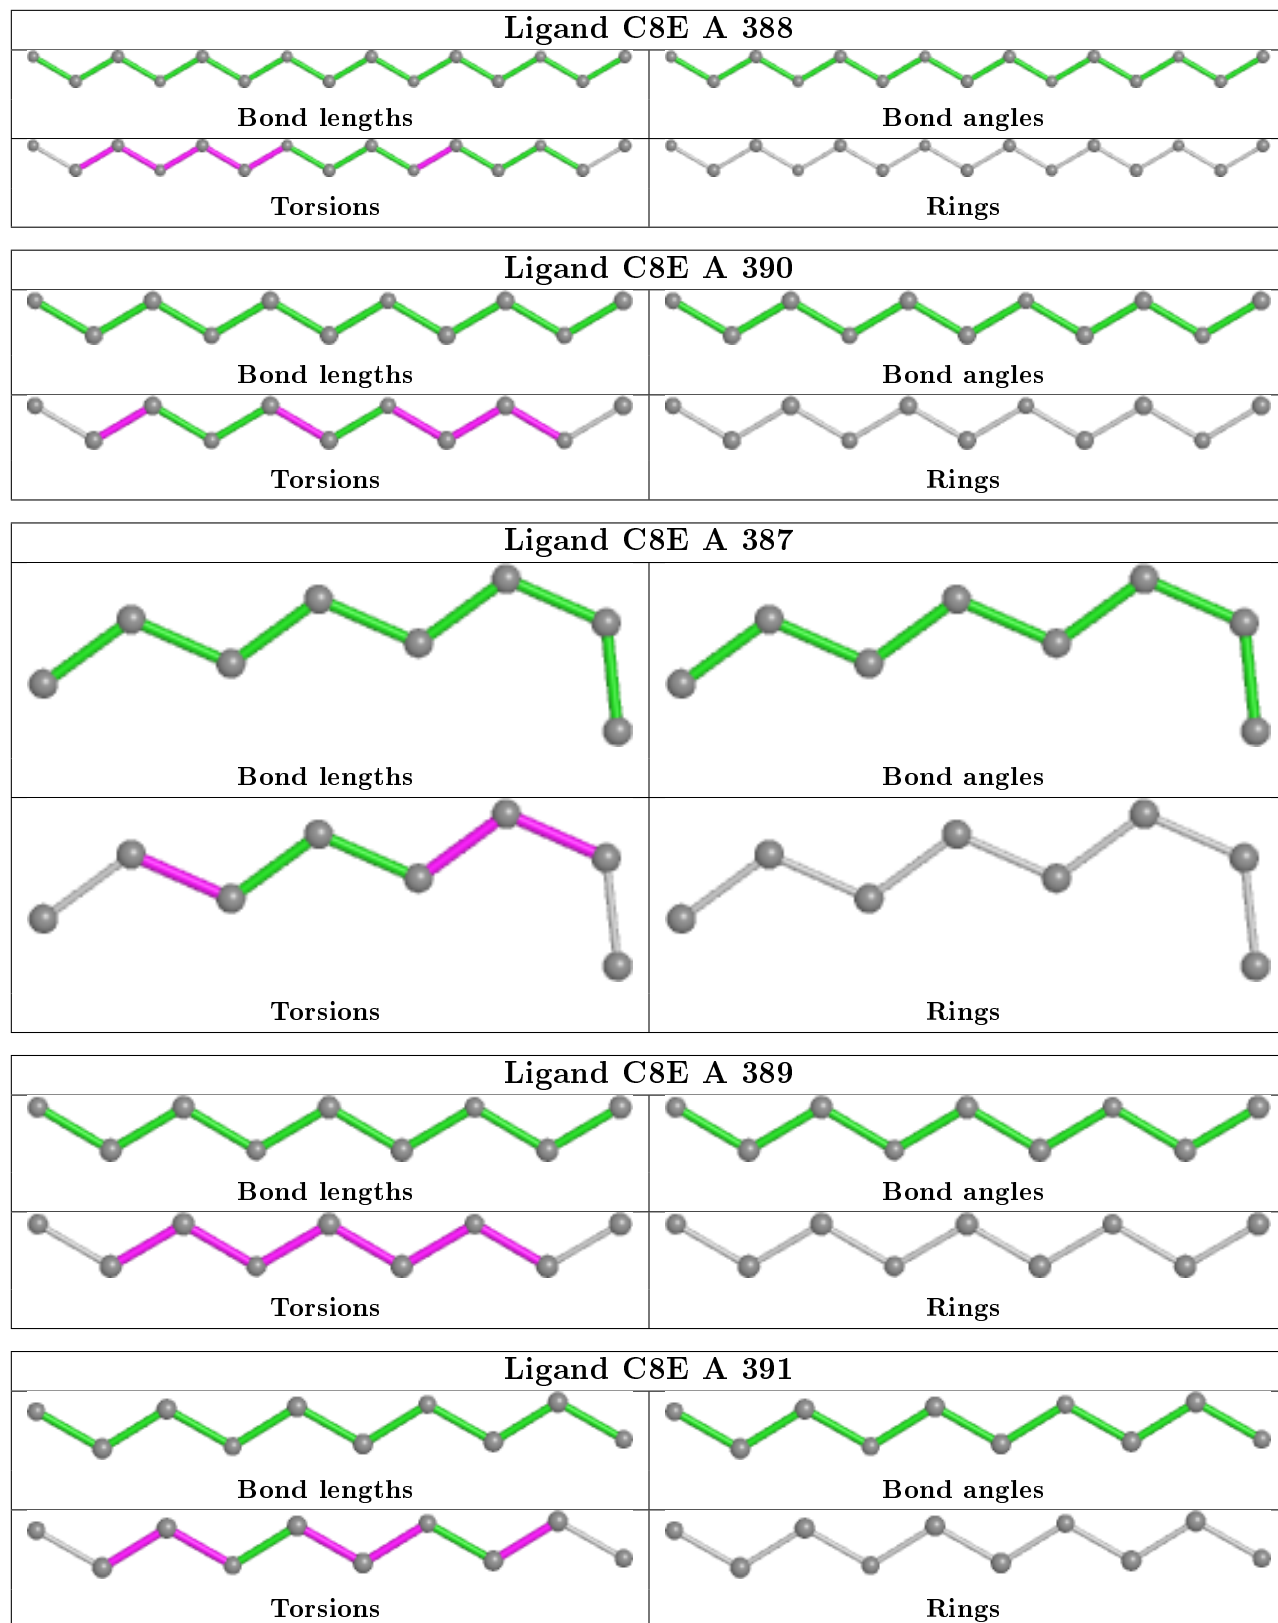 Ligand C8E A 388
Bond lengths
Bond angles
Torsions
Rings
Ligand C8E A 390
Bond lengths
Bond angles
Torsions
Rings
Ligand C8E A 387
Bond lengths
Bond angles
Torsions
Rings
Ligand C8E A 389
Bond lengths
Bond angles
Torsions
Rings
Ligand C8E A 391
Bond lengths
Bond angles
Torsions
Rings